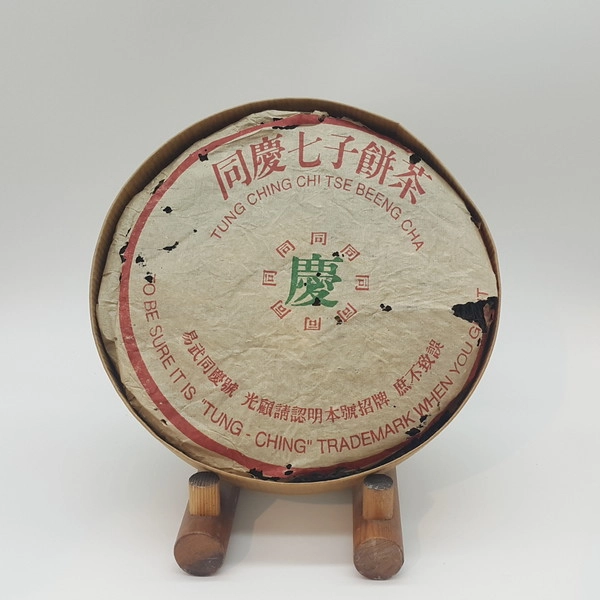 同慶七子餅茶
TUNG CHING CHI TSE BEENG CHA
同 同 同 同 同 同 同 同
慶
易武同慶號 光顧請認明本號招牌 庶不致誤
TO BE SURE IT IS "TUNG - CHING" TRADEMARK WHEN YOU G T